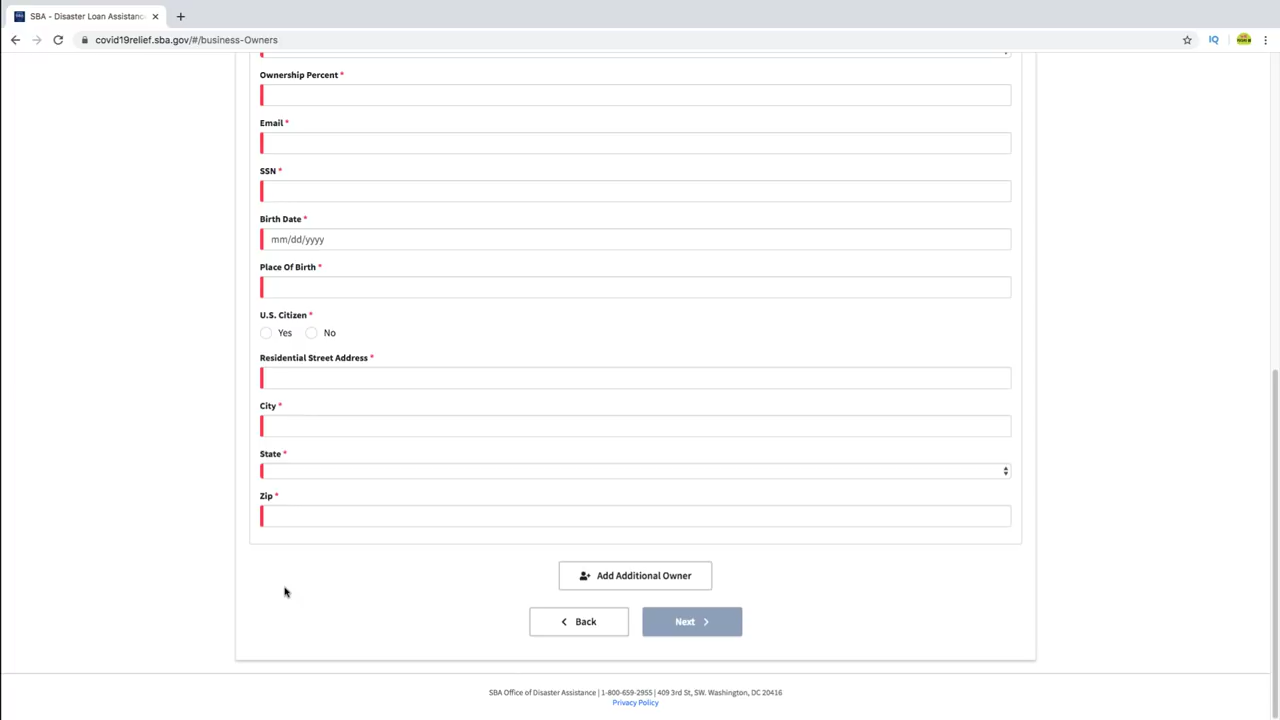 SBA - Disaster Loan Assistance
covid19relief.sba.gov/#/business-Owners
IQ
Ownership Percent *
Email *
SSN *
Birth Date *
mm/dd/yyyy
Place Of Birth *
U.S. Citizen *
Yes No
Residential Street Address *
City *
State *
Zip *
Add Additional Owner
Back Next
SBA Office of Disaster Assistance | 1-800-659-2955 | 409 3rd St, SW. Washington, DC 20416
Privacy Policy